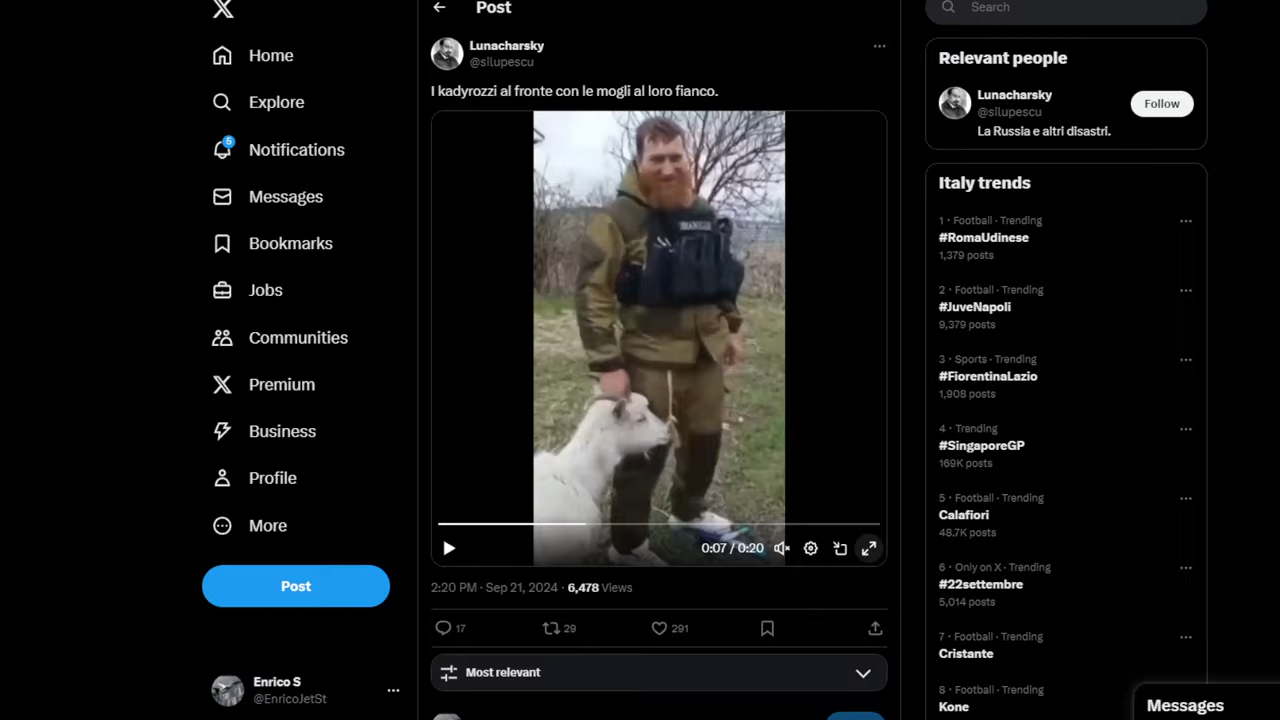 Home
Explore
5
Notifications
Messages
Bookmarks
Jobs
Communities
Premium
Business
Profile
More
Post
Enrico S
@EnricoJetSt
Post
Lunacharsky
@silupescu
I kadyrozzi al fronte con le mogli al loro fianco.
0:07 / 0:20
2:20 PM · Sep 21, 2024 · 6,478 Views
17
29
291
Most relevant
Search
Relevant people
Lunacharsky
@silupescu
Follow
La Russia e altri disastri.
Italy trends
1 · Football · Trending
#RomaUdinese
1,379 posts
2 · Football · Trending
#JuveNapoli
9,379 posts
3 · Sports · Trending
#FiorentinaLazio
1,908 posts
4 · Trending
#SingaporeGP
169K posts
5 · Football · Trending
Calafiori
48.7K posts
6 · Only on X · Trending
#22settembre
5,014 posts
7 · Football · Trending
Cristante
8 · Football · Trending
Kone
Messages